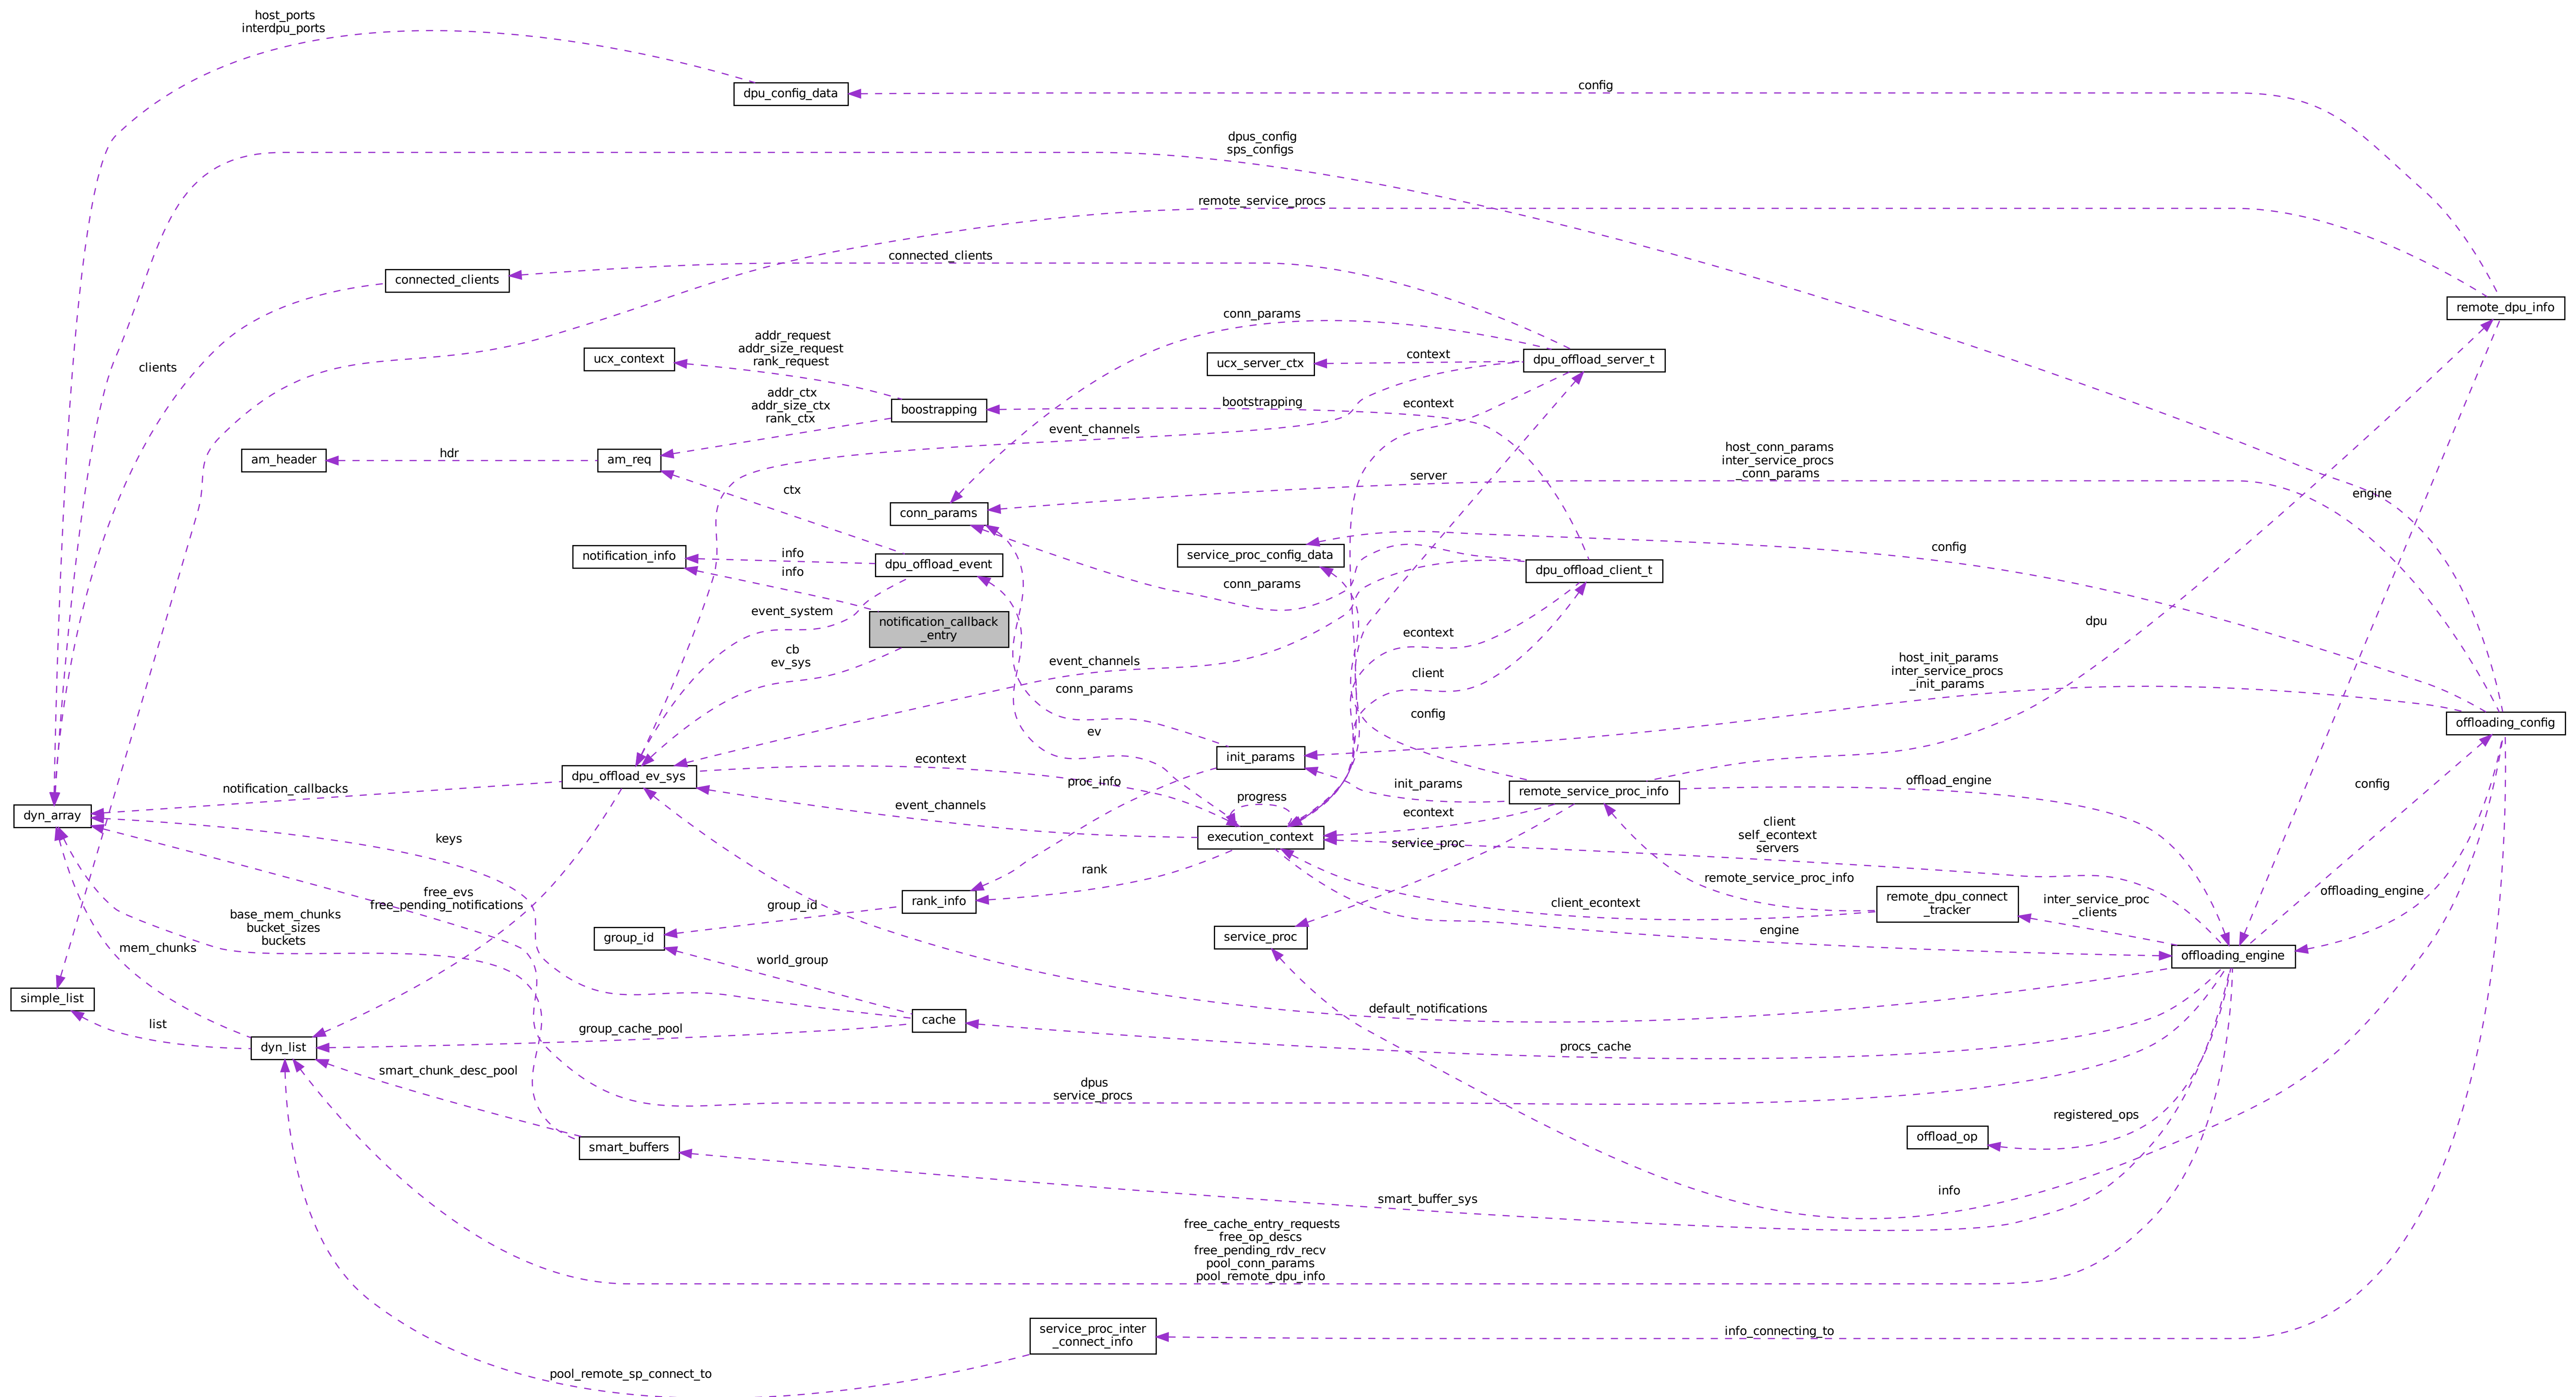 host_ports
interdpu_ports
dpu_config_data
config
dpus_config
sps_configs
remote_service_procs
connected_clients
connected_clients
remote_dpu_info
conn_params
addr_request
addr_size_request
rank_request
ucx_context
ucx_server_ctx
context
dpu_offload_server_t
clients
addr_ctx
addr_size_ctx
rank_ctx
boostrapping
bootstrapping
econtext
event_channels
am_header
hdr
am_req
host_conn_params
inter_service_procs
_conn_params
server
ctx
engine
conn_params
notification_info
info
dpu_offload_event
service_proc_config_data
config
dpu_offload_client_t
info
conn_params
event_system
notification_callback
_entry
dpu
cb
ev_sys
event_channels
econtext
host_init_params
inter_service_procs
_init_params
client
conn_params
config
offloading_config
ev
init_params
econtext
dpu_offload_ev_sys
proc_info
init_params
offload_engine
config
notification_callbacks
remote_service_proc_info
progress
event_channels
econtext
dyn_array
execution_context
client
self_econtext
servers
keys
service_proc
rank
remote_service_proc_info
free_evs
free_pending_notifications
rank_info
group_id
client_econtext
remote_dpu_connect
_tracker
inter_service_proc
_clients
offloading_engine
base_mem_chunks
bucket_sizes
buckets
group_id
service_proc
engine
mem_chunks
world_group
offloading_engine
simple_list
default_notifications
list
cache
group_cache_pool
dyn_list
procs_cache
smart_chunk_desc_pool
dpus
service_procs
registered_ops
smart_buffers
offload_op
smart_buffer_sys
info
free_cache_entry_requests
free_op_descs
free_pending_rdv_recv
pool_conn_params
pool_remote_dpu_info
service_proc_inter
_connect_info
info_connecting_to
pool_remote_sp_connect_to